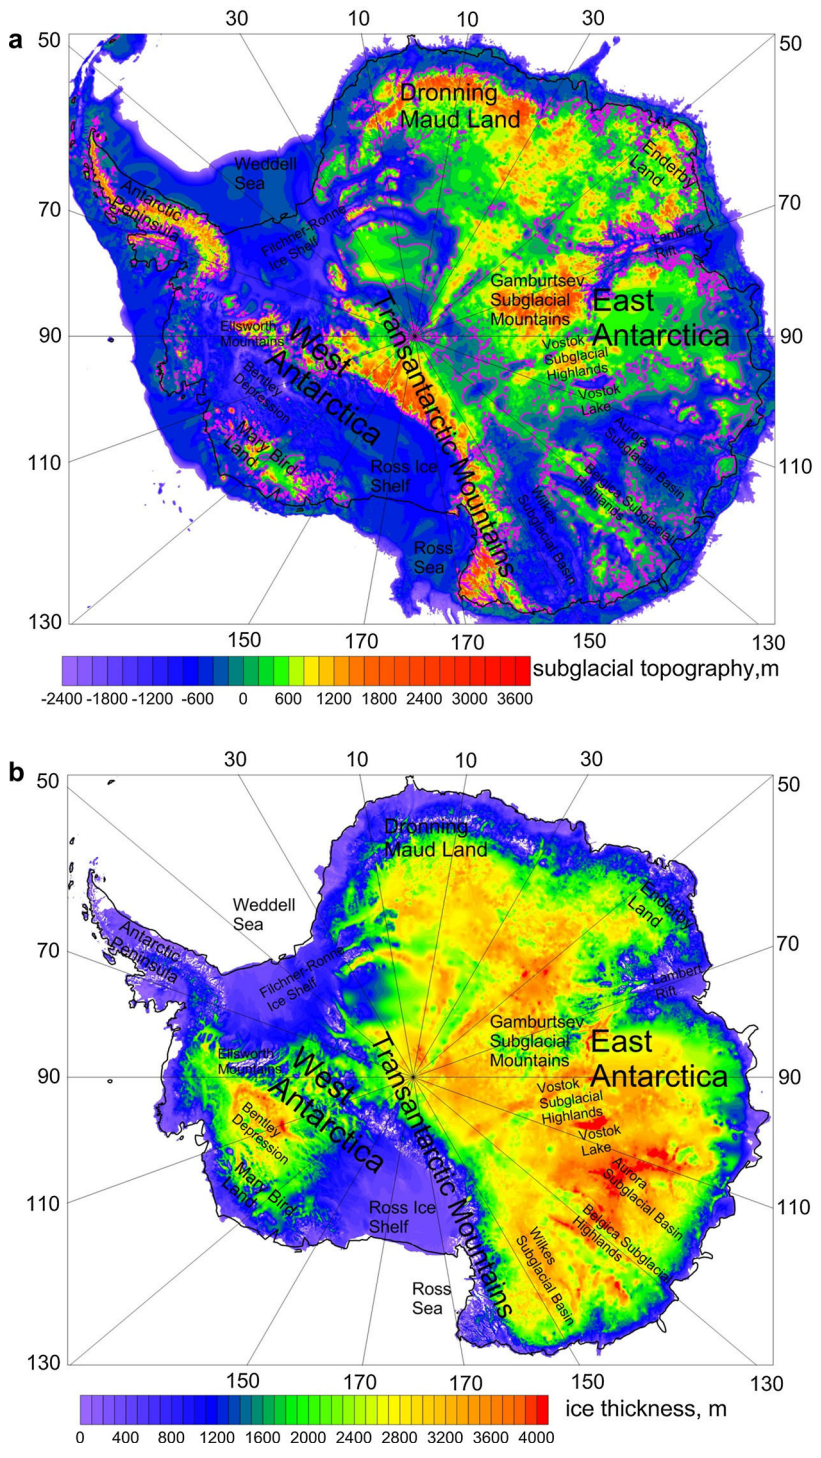 a
30 10 10 30
50 50
Dronning
Maud Land
Enderby
Land
Weddell
Sea
Antarctic
Peninsula
70 70
Filchner-Ronne
Ice Shelf
Lambert
Rift
Gamburtsev
Subglacial
Mountains
East
Antarctica
Ellsworth
Mountains
West
Antarctica
Transantarctic Mountains
90 90
Vostok
Subglacial
Highlands
Bentley
Depression
Vostok
Lake
Aurora
Subglacial Basin
Mary Bird
Land
110 110
Ross Ice
Shelf
Belgica Subglacial
Highlands
Wilkes
Subglacial Basin
Ross
Sea
130 150 170 170 150 130
-2400 -1800 -1200 -600 0 600 1200 1800 2400 3000 3600
subglacial topography,m
b
30 10 10 30
50 50
Dronning
Maud Land
Enderby
Land
Weddell
Sea
Antarctic
Peninsula
70 70
Filchner-Ronne
Ice Shelf
Lambert
Rift
Gamburtsev
Subglacial
Mountains
East
Antarctica
Ellsworth
Mountains
West
Antarctica
Transantarctic Mountains
90 90
Vostok
Subglacial
Highlands
Bentley
Depression
Vostok
Lake
Aurora
Subglacial Basin
Mary Bird
Land
110 110
Ross Ice
Shelf
Belgica Subglacial
Highlands
Wilkes
Subglacial Basin
Ross
Sea
130 150 170 170 150 130
0 400 800 1200 1600 2000 2400 2800 3200 3600 4000
ice thickness, m